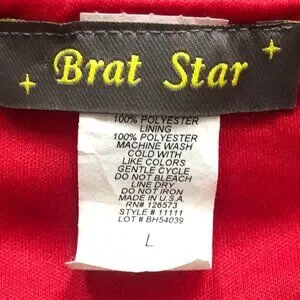 Brat Star
100% POLYESTER
LINING
100% POLYESTER
MACHINE WASH
COLD WITH
LIKE COLORS
GENTLE CYCLE
DO NOT BLEACH
LINE DRY
DO NOT IRON
MADE IN U.S.A.
RN# 126573
STYLE # 11111
LOT # BH54039
L